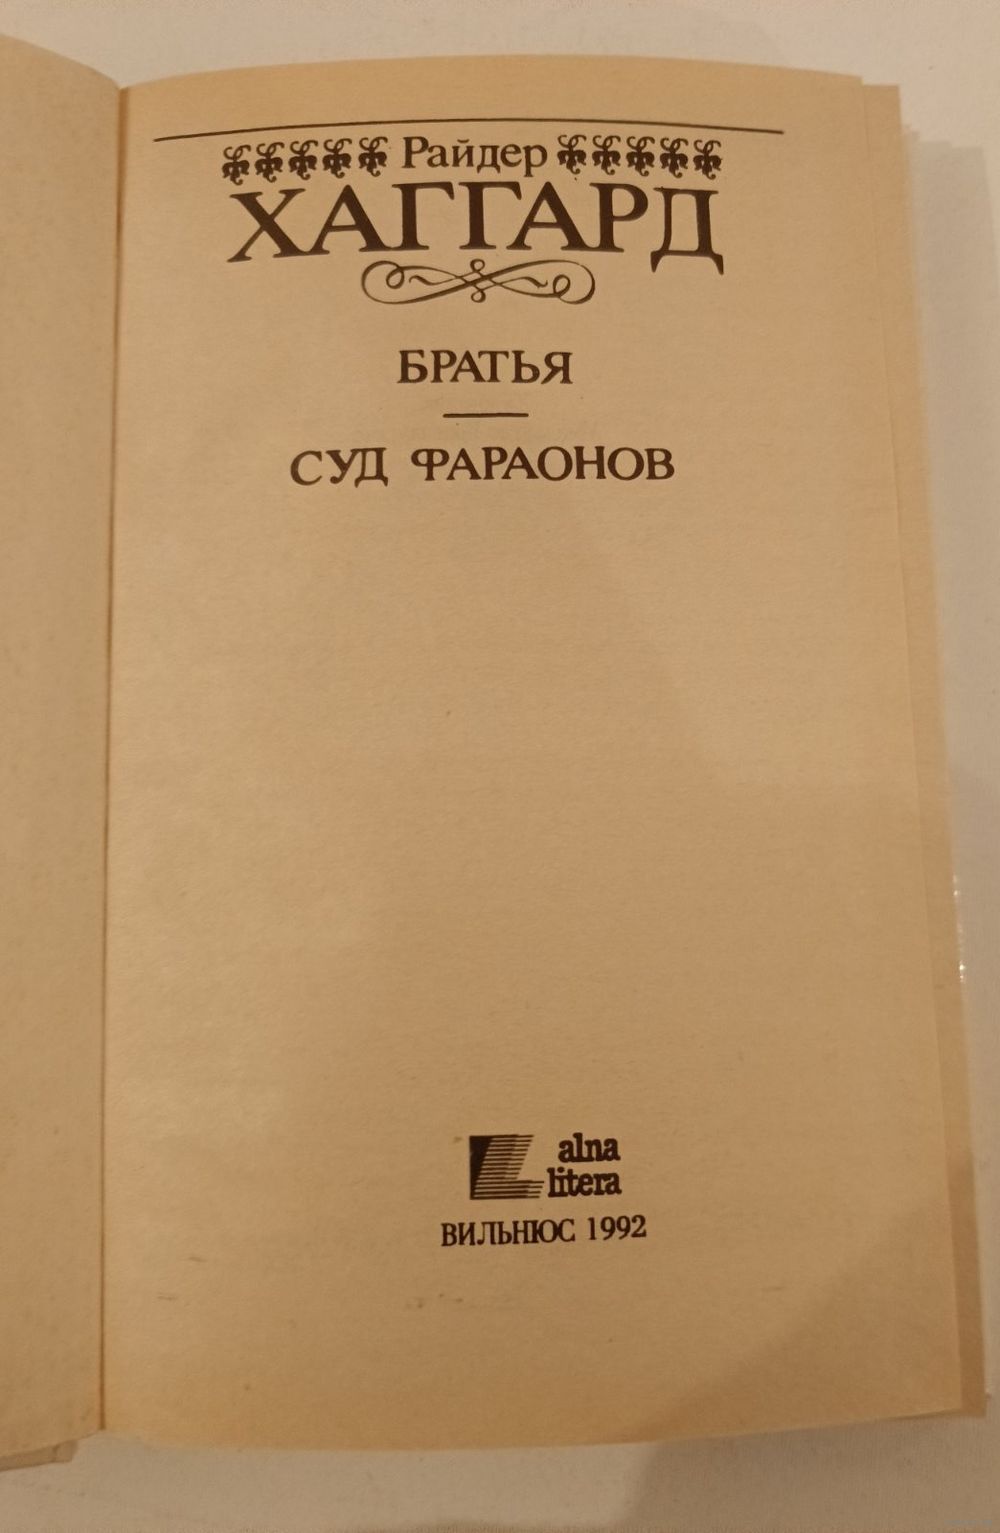 Райдер
ХАГГАРД
БРАТЬЯ
СУД ФАРАОНОВ
alna
litera
ВИЛЬНЮС 1992